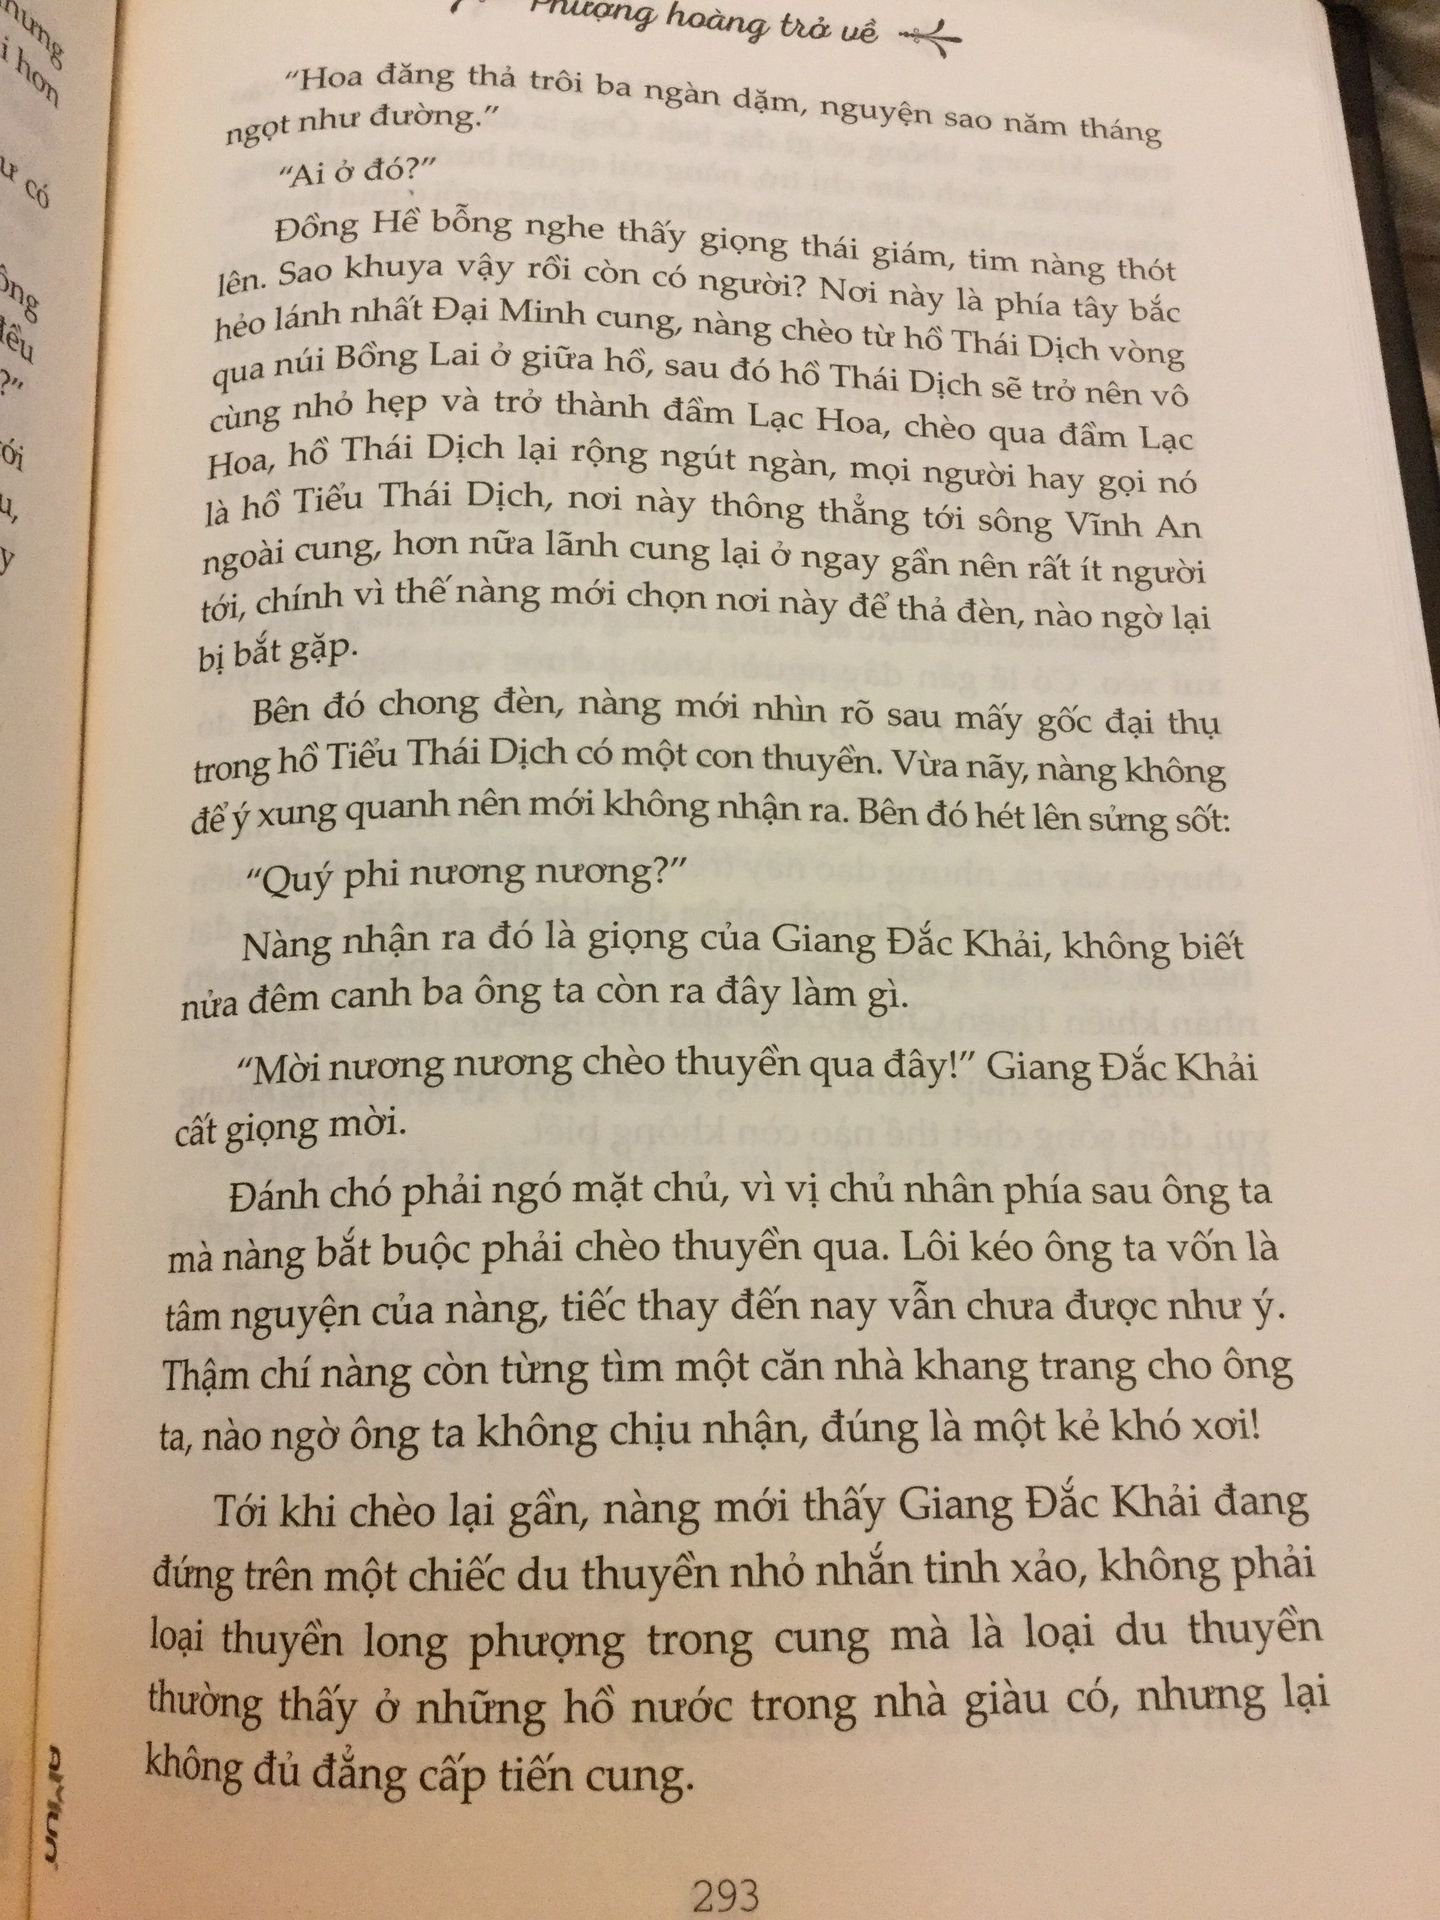 Phượng hoàng trở về
“Hoa đăng thả trôi ba ngàn dặm, nguyện sao năm tháng
ngọt như đường.”
“Ai ở đó?”
Đồng Hề bỗng nghe thấy giọng thái giám, tim nàng thót
lên. Sao khuya vậy rồi còn có người? Nơi này là phía tây bắc
hẻo lánh nhất Đại Minh cung, nàng chèo từ hồ Thái Dịch vòng
qua núi Bồng Lai ở giữa hồ, sau đó hồ Thái Dịch sẽ trở nên vô
cùng nhỏ hẹp và trở thành đầm Lạc Hoa, chèo qua đầm Lạc
Hoa, hồ Thái Dịch lại rộng ngút ngàn, mọi người hay gọi nó
là hồ Tiểu Thái Dịch, nơi này thông thẳng tới sông Vĩnh An
ngoài cung, hơn nữa lãnh cung lại ở ngay gần nên rất ít người
tới, chính vì thế nàng mới chọn nơi này để thả đèn, nào ngờ lại
bị bắt gặp.
Bên đó chong đèn, nàng mới nhìn rõ sau mấy gốc đại thụ
trong hồ Tiểu Thái Dịch có một con thuyền. Vừa nãy, nàng không
để ý xung quanh nên mới không nhận ra. Bên đó hét lên sửng sốt:
“Quý phi nương nương?”
Nàng nhận ra đó là giọng của Giang Đắc Khải, không biết
nửa đêm canh ba ông ta còn ra đây làm gì.
“Mời nương nương chèo thuyền qua đây!” Giang Đắc Khải
cất giọng mời.
Đánh chó phải ngó mặt chủ, vì vị chủ nhân phía sau ông ta
mà nàng bắt buộc phải chèo thuyền qua. Lôi kéo ông ta vốn là
tâm nguyện của nàng, tiếc thay đến nay vẫn chưa được như ý.
Thậm chí nàng còn từng tìm một căn nhà khang trang cho ông
ta, nào ngờ ông ta không chịu nhận, đúng là một kẻ khó xơi!
Tới khi chèo lại gần, nàng mới thấy Giang Đắc Khải đang
đứng trên một chiếc du thuyền nhỏ nhắn tinh xảo, không phải
loại thuyền long phượng trong cung mà là loại du thuyền
thường thấy ở những hồ nước trong nhà giàu có, nhưng lại
không đủ đẳng cấp tiến cung.
293